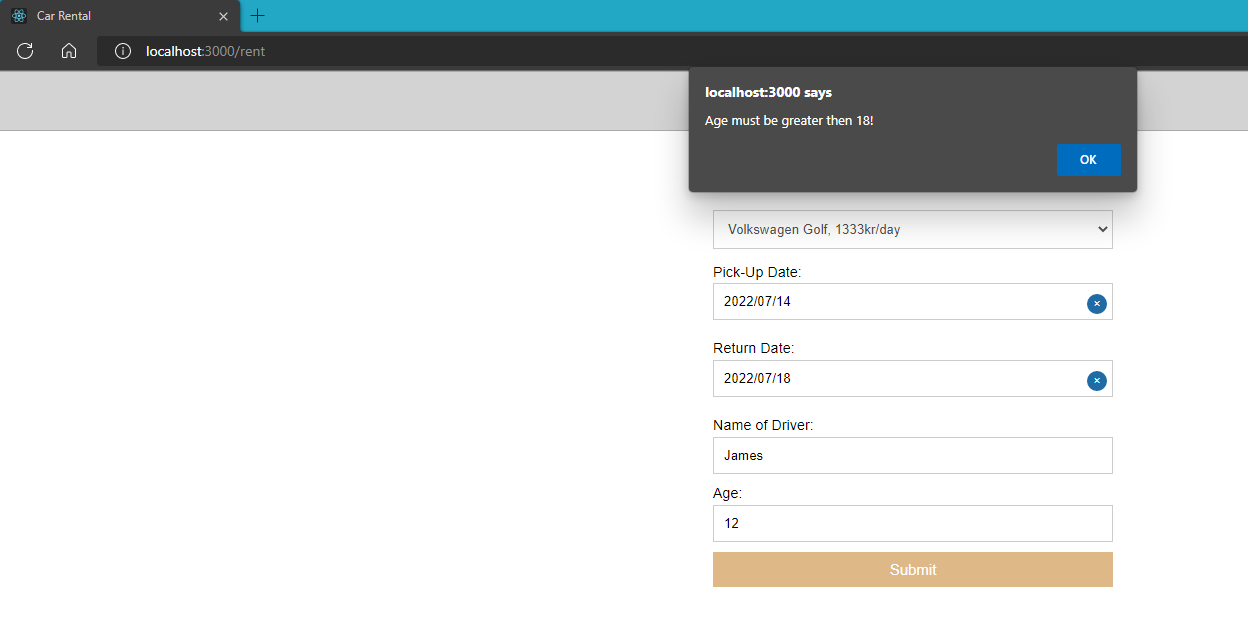 Car Rental
localhost:3000/rent
localhost:3000 says
Age must be greater then 18!
OK
Volkswagen Golf, 1333kr/day
Pick-Up Date:
2022/07/14
Return Date:
2022/07/18
Name of Driver:
James
Age:
12
Submit